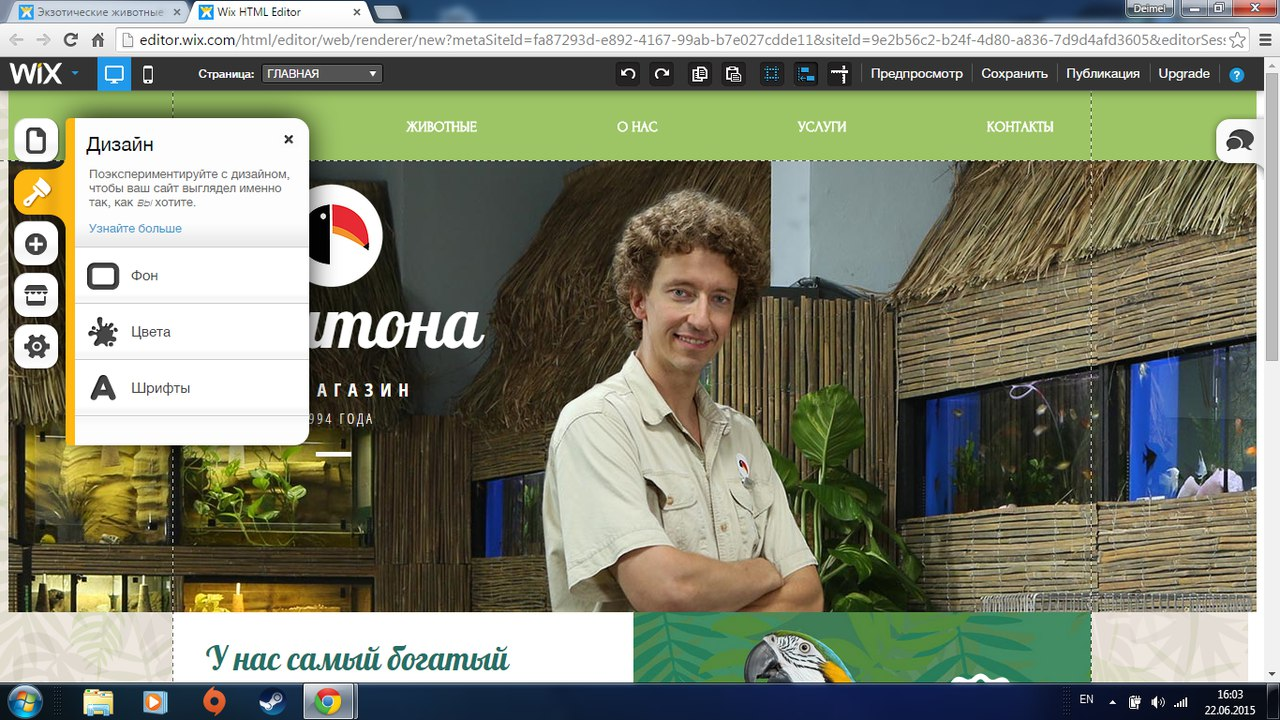 Экзотические животные
Wix HTML Editor
Deimel
editor.wix.com/html/editor/web/renderer/new?metaSiteId=fa87293d-e892-4167-99ab-b7e027cdde11&siteId=9e2b56c2-b24f-4d80-a836-7d9d4afd3605&editorSess
WiX
Страница:
ГЛАВНАЯ
Предпросмотр
Сохранить
Публикация
Upgrade
?
ЖИВОТНЫЕ
О НАС
УСЛУГИ
КОНТАКТЫ
Дизайн
Поэкспериментируйте с дизайном,
чтобы ваш сайт выглядел именно
так, как вы хотите.
Узнайте больше
Фон
Цвета
Шрифты
итона
АГАЗИН
994 ГОДА
У нас самый богатый
EN
16:03
22.06.2015